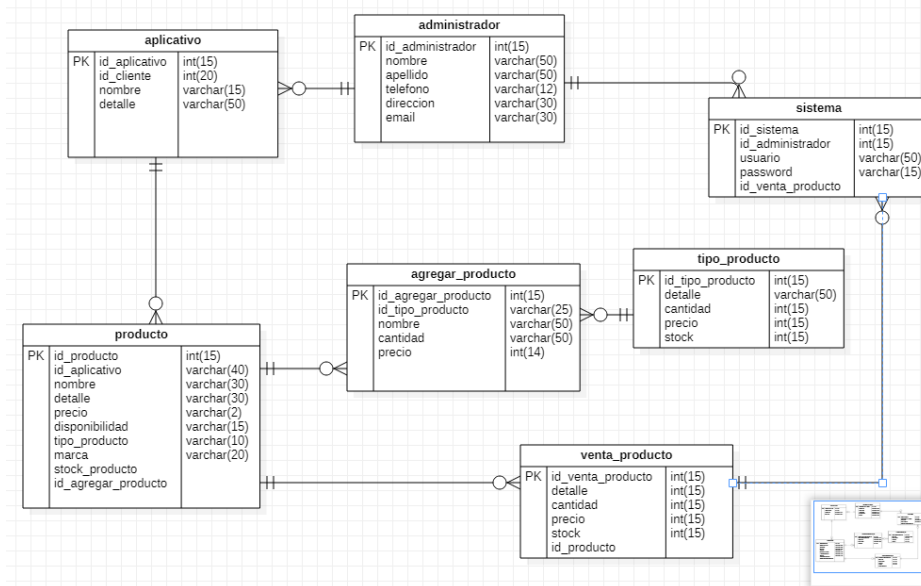 aplicativo
PK id_aplicativo int(15)
id_cliente int(20)
nombre varchar(15)
detalle varchar(50)
administrador
PK id_administrador int(15)
nombre varchar(50)
apellido varchar(50)
telefono varchar(12)
direccion varchar(30)
email varchar(30)
sistema
PK id_sistema int(15)
id_administrador int(15)
usuario varchar(50)
password varchar(15)
id_venta_producto
agregar_producto
PK id_agregar_producto int(15)
id_tipo_producto varchar(25)
nombre varchar(50)
cantidad varchar(50)
precio int(14)
tipo_producto
PK id_tipo_producto int(15)
detalle varchar(50)
cantidad int(15)
precio int(15)
stock int(15)
producto
PK id_producto int(15)
id_aplicativo varchar(40)
nombre varchar(30)
detalle varchar(30)
precio varchar(2)
disponibilidad varchar(15)
tipo_producto varchar(10)
marca varchar(20)
stock_producto
id_agregar_producto
venta_producto
PK id_venta_producto int(15)
detalle int(15)
cantidad int(15)
precio int(15)
stock int(15)
id_producto